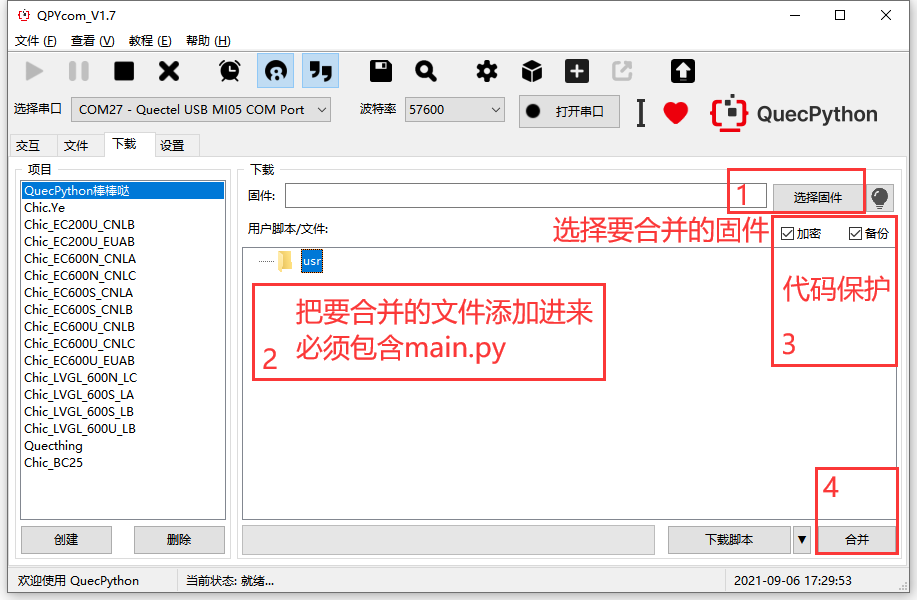 QPYcom_V1.7
文件 (F) 查看 (V) 教程 (E) 帮助 (H)
选择串口 COM27 - Quectel USB MI05 COM Port 波特率 57600 打开串口 QuecPython
交互 文件 下载 设置
项目
QuecPython棒棒哒
Chic.Ye
Chic_EC200U_CNLB
Chic_EC200U_EUAB
Chic_EC600N_CNLA
Chic_EC600N_CNLC
Chic_EC600S_CNLA
Chic_EC600S_CNLB
Chic_EC600U_CNLB
Chic_EC600U_CNLC
Chic_EC600U_EUAB
Chic_LVGL_600N_LC
Chic_LVGL_600S_LA
Chic_LVGL_600S_LB
Chic_LVGL_600U_LB
Quecthing
Chic_BC25
创建 删除
下载
固件: 1 选择固件
用户脚本/文件: 选择要合并的固件 加密 备份
usr
把要合并的文件添加进来
2 必须包含main.py
代码保护
3
4
下载脚本 合并
欢迎使用 QuecPython 当前状态: 就绪... 2021-09-06 17:29:53